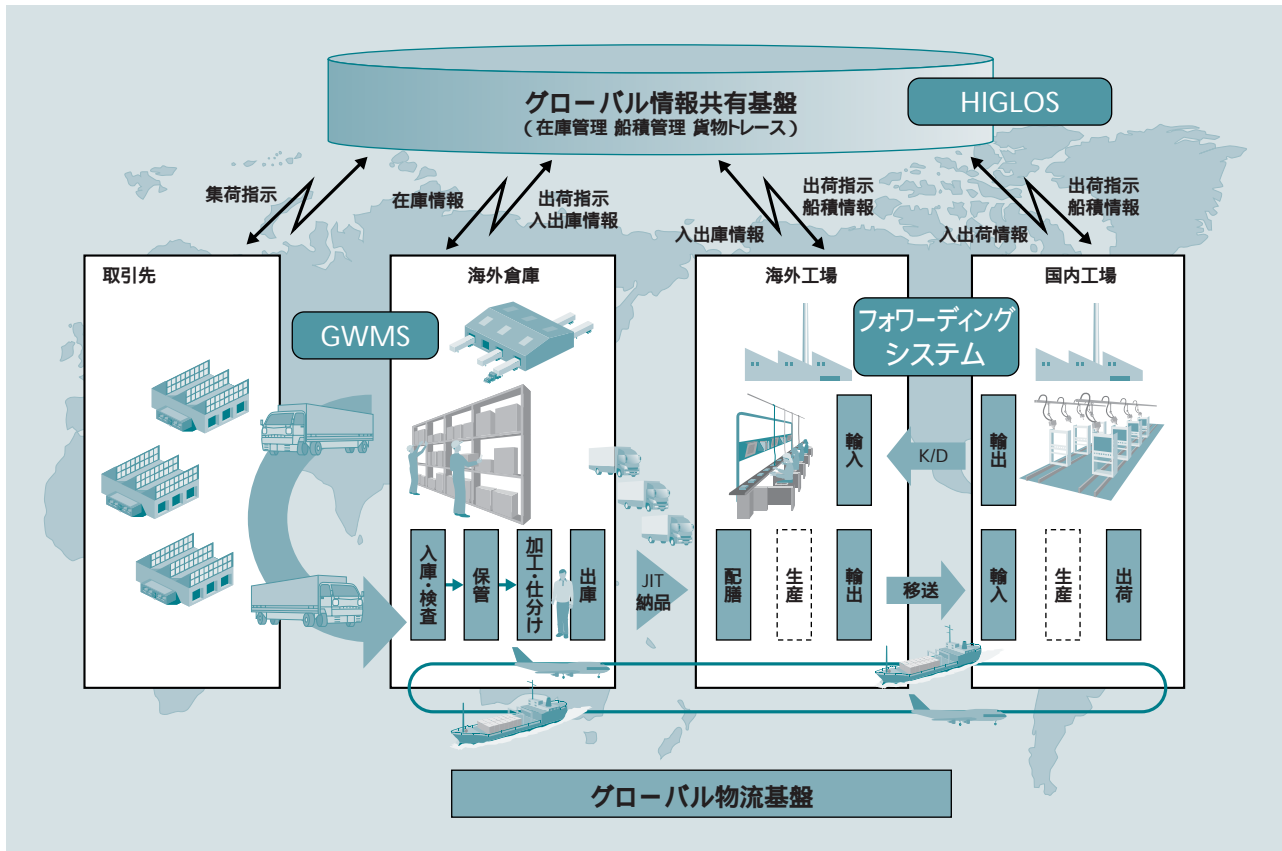 グローバル情報共有基盤
（在庫管理 船積管理 貨物トレース）
HIGLOS
集荷指示
在庫情報
出荷指示
入出庫情報
入出庫情報
出荷指示
船積情報
入出荷情報
出荷指示
船積情報
取引先
海外倉庫
海外工場
国内工場
GWMS
フォワーディング
システム
輸入
K/D
輸出
入庫・検査
保管
加工・仕分け
出庫
JIT
納品
配膳
生産
輸出
移送
輸入
生産
出荷
グローバル物流基盤